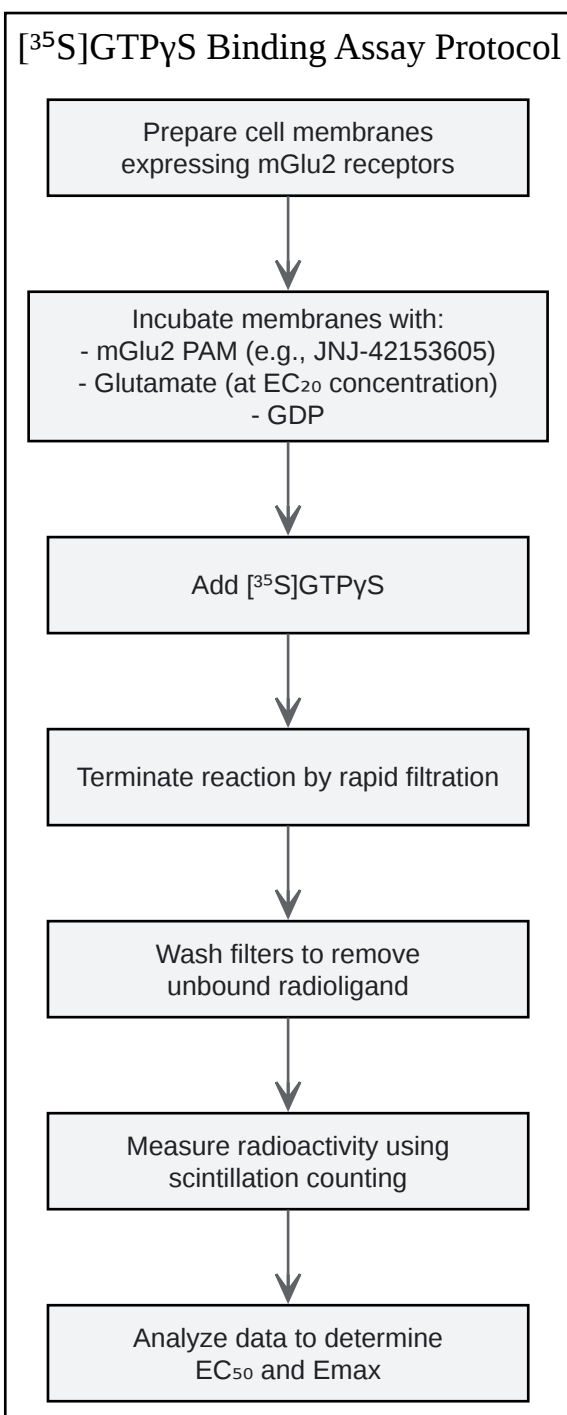 [³⁵S]GTPγS Binding Assay Protocol
Prepare cell membranes
expressing mGlu2 receptors
Incubate membranes with:
- mGlu2 PAM (e.g., JNJ-42153605)
- Glutamate (at EC₂₀ concentration)
- GDP
Add [³⁵S]GTPγS
Terminate reaction by rapid filtration
Wash filters to remove
unbound radioligand
Measure radioactivity using
scintillation counting
Analyze data to determine
EC₅₀ and Emax